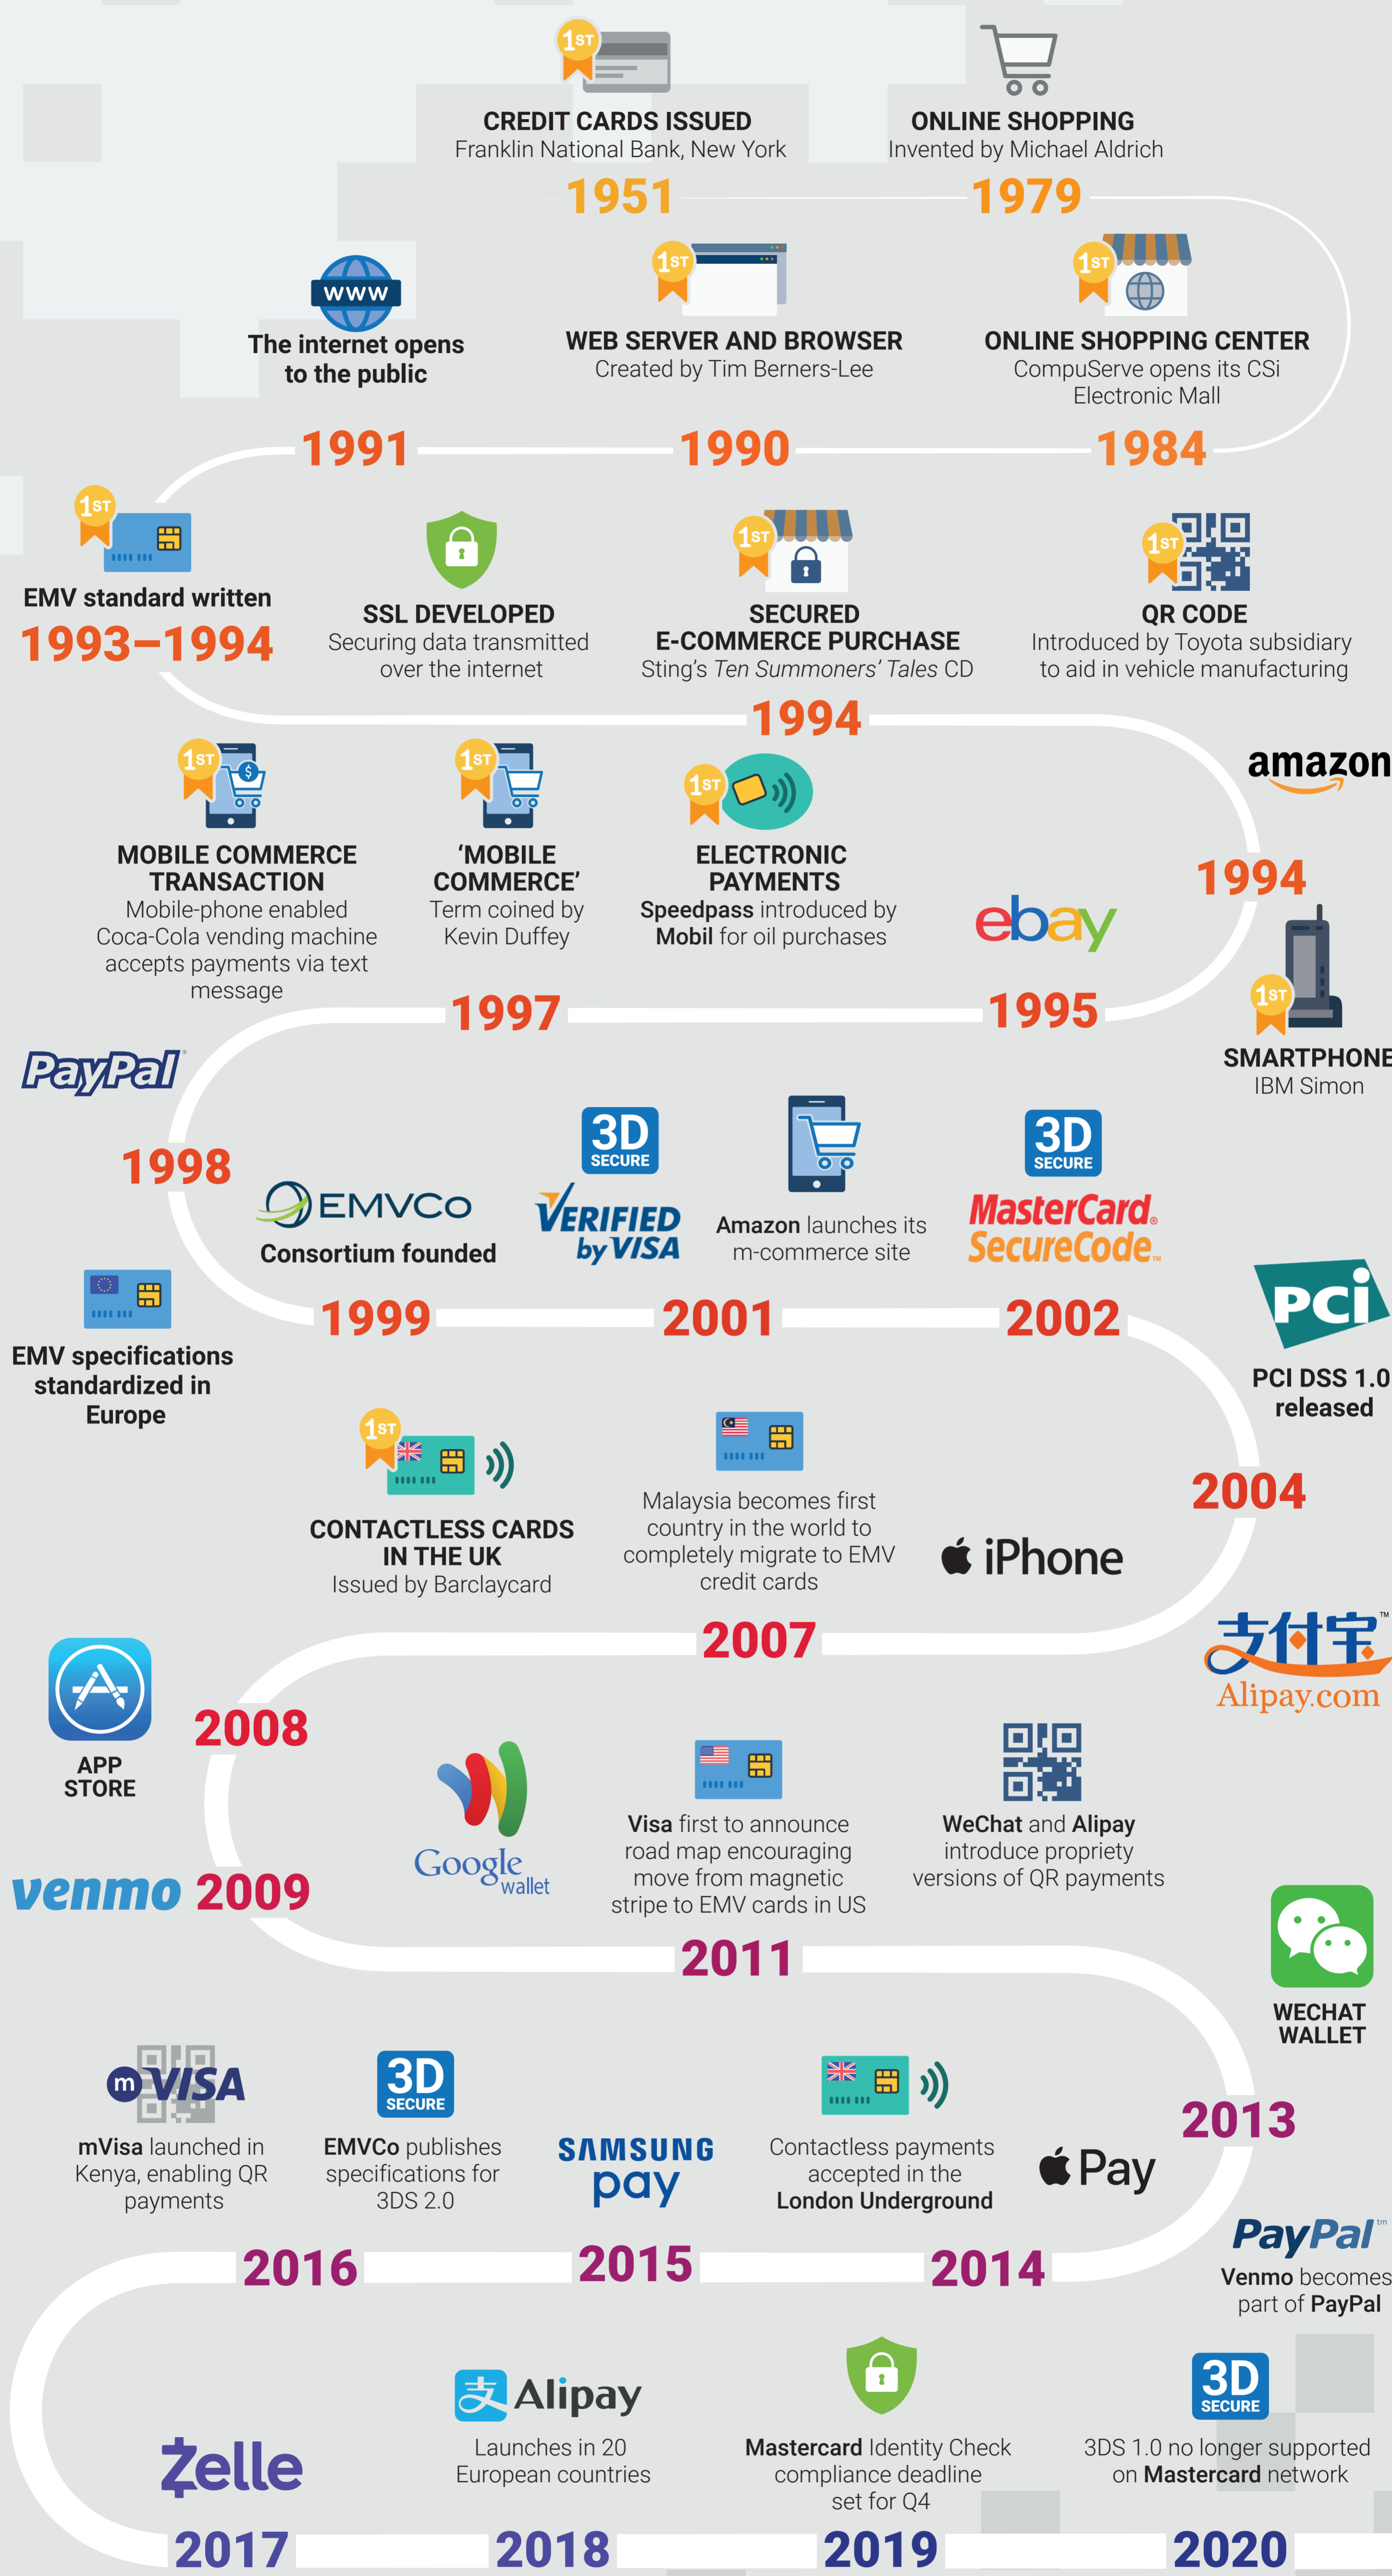 1ST
CREDIT CARDS ISSUED
Franklin National Bank, New York
1951
ONLINE SHOPPING
Invented by Michael Aldrich
1979
WWW
The internet opens
to the public
1991
1ST
WEB SERVER AND BROWSER
Created by Tim Berners-Lee
1990
1ST
ONLINE SHOPPING CENTER
CompuServe opens its CSi
Electronic Mall
1984
1ST
EMV standard written
1993–1994
SSL DEVELOPED
Securing data transmitted
over the internet
1ST
SECURED
E-COMMERCE PURCHASE
Sting's Ten Summoners' Tales CD
1994
1ST
QR CODE
Introduced by Toyota subsidiary
to aid in vehicle manufacturing
1ST
$
MOBILE COMMERCE
TRANSACTION
Mobile-phone enabled
Coca-Cola vending machine
accepts payments via text
message
1ST
‘MOBILE
COMMERCE’
Term coined by
Kevin Duffey
1997
1ST
ELECTRONIC
PAYMENTS
Speedpass introduced by
Mobil for oil purchases
ebay
1995
amazon
1994
1ST
SMARTPHONE
IBM Simon
PayPal®
1998
EMV specifications
standardized in
Europe
EMVCo
Consortium founded
1999
3D
SECURE
VERIFIED
by VISA
Amazon launches its
m-commerce site
2001
3D
SECURE
MasterCard®
SecureCode™
2002
PCi
PCI DSS 1.0
released
2004
1ST
CONTACTLESS CARDS
IN THE UK
Issued by Barclaycard
Malaysia becomes first
country in the world to
completely migrate to EMV
credit cards
iPhone
2007
支付宝™
Alipay.com
APP
STORE
2008
venmo
2009
Google
wallet
Visa first to announce
road map encouraging
move from magnetic
stripe to EMV cards in US
WeChat and Alipay
introduce propriety
versions of QR payments
2011
WECHAT
WALLET
2013
m VISA
mVisa launched in
Kenya, enabling QR
payments
3D
SECURE
EMVCo publishes
specifications for
3DS 2.0
2016
SAMSUNG
pay
2015
Contactless payments
accepted in the
London Underground
Pay
2014
PayPal™
Venmo becomes
part of PayPal
Zelle
2017
支 Alipay
Launches in 20
European countries
2018
Mastercard Identity Check
compliance deadline
set for Q4
2019
3D
SECURE
3DS 1.0 no longer supported
on Mastercard network
2020